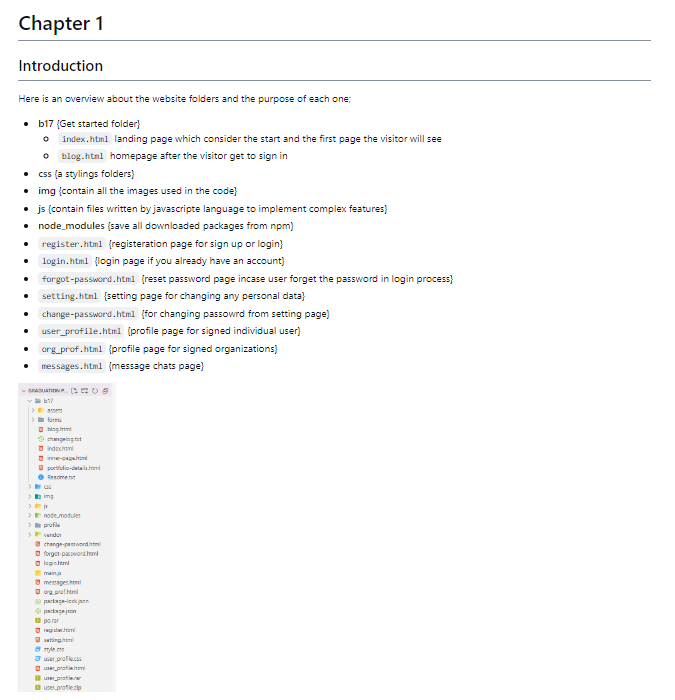 Chapter 1
Introduction
Here is an overview about the website folders and the purpose of each one;
b17 {Get started folder}
index.html landing page which consider the start and the first page the visitor will see
blog.html homepage after the visitor get to sign in
css {a stylings folders}
img {contain all the images used in the code}
js {contain files written by javascripte language to implement complex features}
node_modules {save all downloaded packages from npm}
register.html {registeration page for sign up or login}
login.html {login page if you already have an account}
forgot-password.html {reset password page incase user forget the password in login process}
setting.html {setting page for changing any personal data}
change-password.html {for changing passowrd from setting page}
user_profile.html {profile page for signed individual user}
org_prof.html {profile page for signed organizations}
messages.html {message chats page}
GRADUATION P...
b17
assets
forms
blog.html
changelog.txt
index.html
inner-page.html
portfolio-details.html
Readme.txt
css
img
js
node_modules
profile
vendor
change-password.html
forgot-password.html
login.html
main.js
messages.html
org_prof.html
package-lock.json
package.json
po.rar
register.html
setting.html
style.css
user_profile.css
user_profile.html
user_profile.rar
user_profile.zip